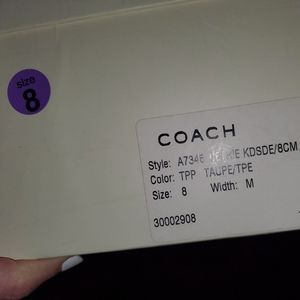 size
8
COACH
Style: A7346 KDSDE/8CM
Color: TPP TAUPE/TPE
Size: 8 Width: M
30002908